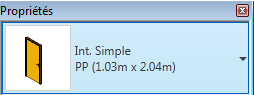 Propriétés
Int. Simple
PP (1.03m x 2.04m)